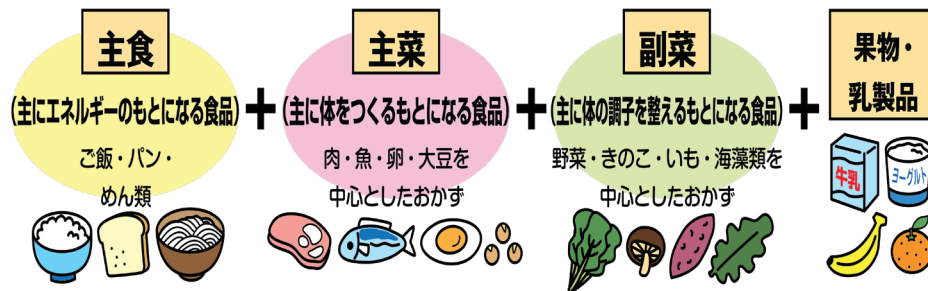 主食
(主にエネルギーのもとになる食品)
ご飯・パン・
めん類
+
主菜
(主に体をつくるもとになる食品)
肉・魚・卵・大豆を
中心としたおかず
+
副菜
(主に体の調子を整えるもとになる食品)
野菜・きのこ・いも・海藻類を
中心としたおかず
+
果物・
乳製品
牛乳
ヨーグルト